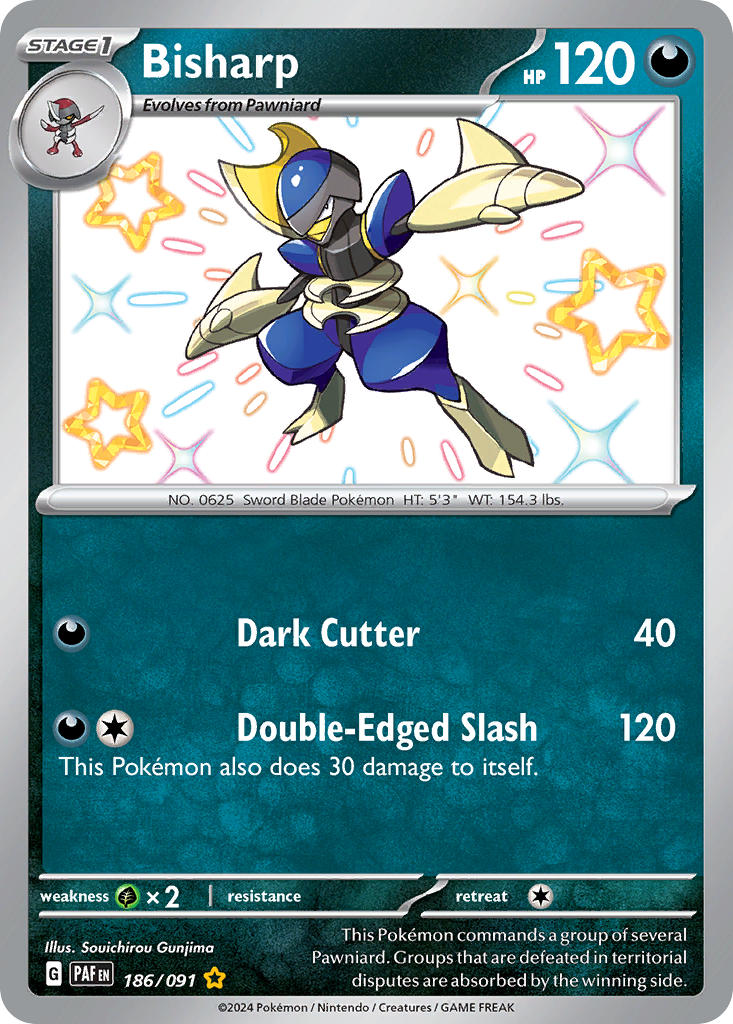 STAGE 1
Bisharp
HP 120
Evolves from Pawniard
NO. 0625 Sword Blade Pokémon HT: 5'3" WT: 154.3 lbs.
Dark Cutter 40
Double-Edged Slash 120
This Pokémon also does 30 damage to itself.
weakness ×2 resistance retreat
Illus. Souichirou Gunjima
This Pokémon commands a group of several
Pawniard. Groups that are defeated in territorial
disputes are absorbed by the winning side.
G PAF EN 186/091
©2024 Pokémon / Nintendo / Creatures / GAME FREAK